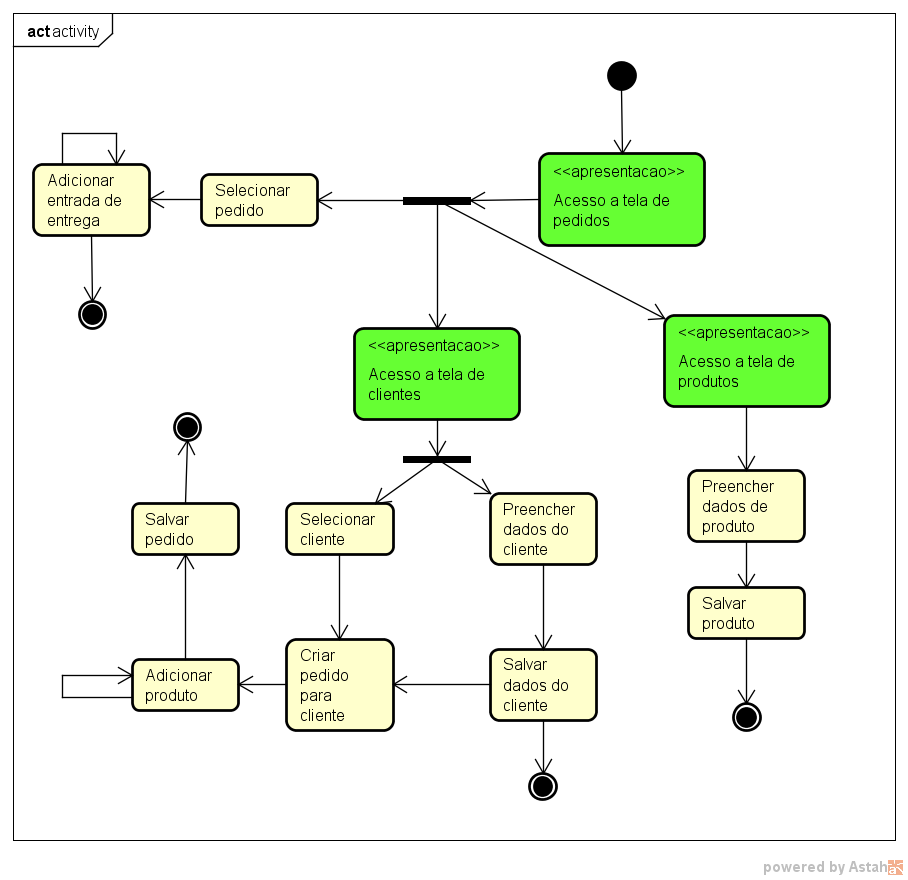 act activity
<<apresentacao>>
Acesso a tela de
pedidos
Selecionar
pedido
Adicionar
entrada de
entrega
<<apresentacao>>
Acesso a tela de
clientes
<<apresentacao>>
Acesso a tela de
produtos
Preencher
dados de
produto
Salvar
produto
Selecionar
cliente
Preencher
dados do
cliente
Salvar
dados do
cliente
Criar
pedido
para
cliente
Adicionar
produto
Salvar
pedido
powered by Astah